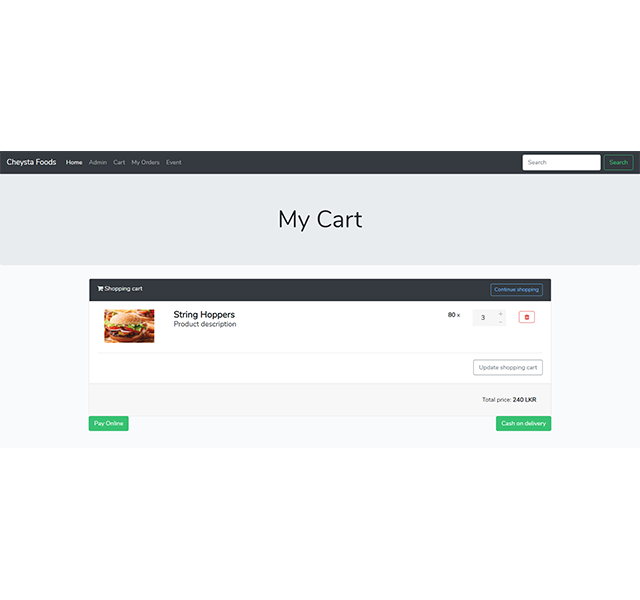 Cheysta Foods Home Admin Cart My Orders Event Search Search
My Cart
Shopping cart Continue shopping
String Hoppers 80 x 3
Product description
Update shopping cart
Total price: 240 LKR
Pay Online Cash on delivery